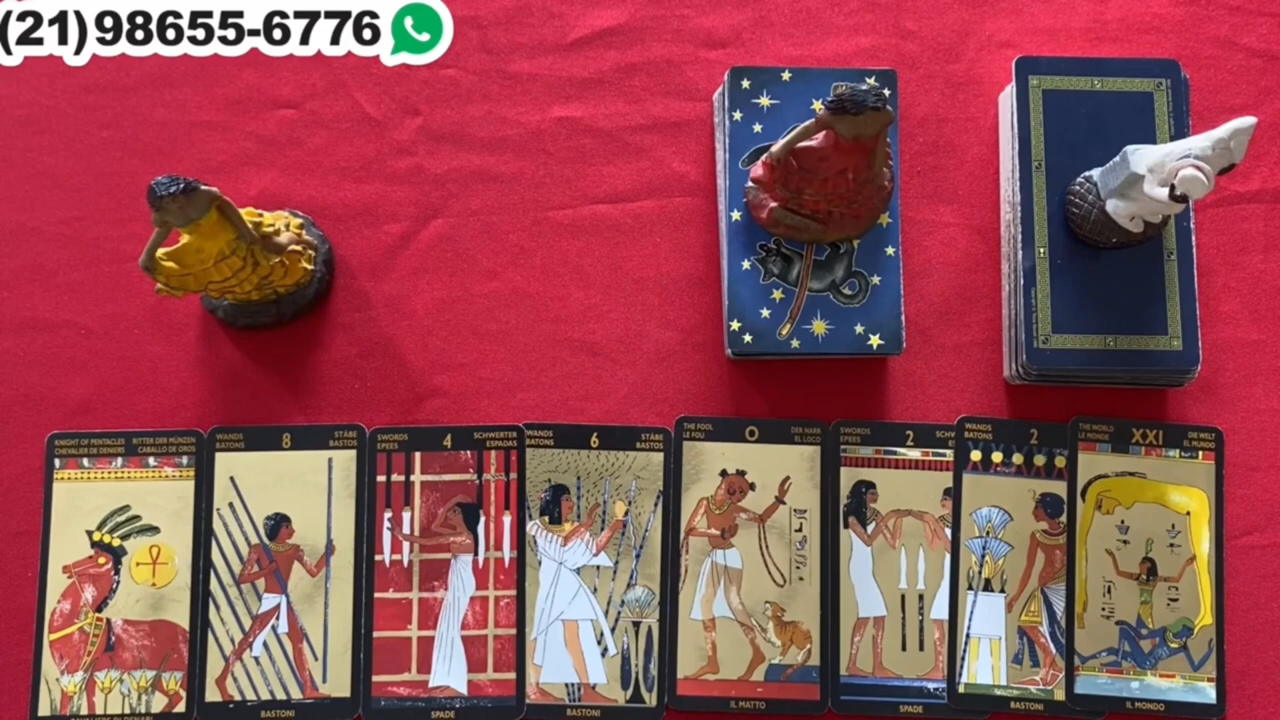 (21)98655-6776
KNIGHT OF PENTACLES RITTER DER MÜNZEN
CHEVALIER DE DENIERS CABALLO DE OROS
WANDS 8 STÄBE
BATONS BASTOS
BASTONI
SWORDS 4 SCHWERTER
EPEES ESPADAS
SPADE
WANDS 6 STÄBE
BATONS BASTOS
BASTONI
THE FOOL 0 DER NARR
LE FOU EL LOCO
IL MATTO
SWORDS 2
EPEES
SPADE
WANDS 2
BATONS
BASTONI
THE WORLD XXI DIE WELT
LE MONDE EL MUNDO
IL MONDO